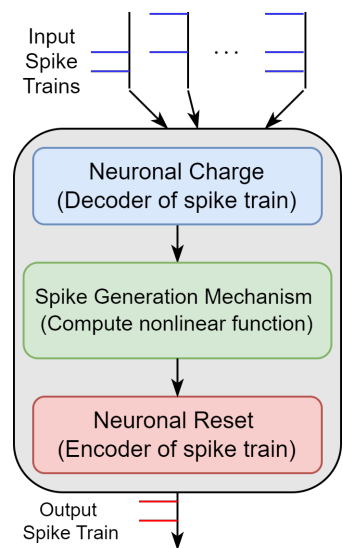 Input
Spike
Trains
. . .
Neuronal Charge
(Decoder of spike train)
Spike Generation Mechanism
(Compute nonlinear function)
Neuronal Reset
(Encoder of spike train)
Output
Spike Train